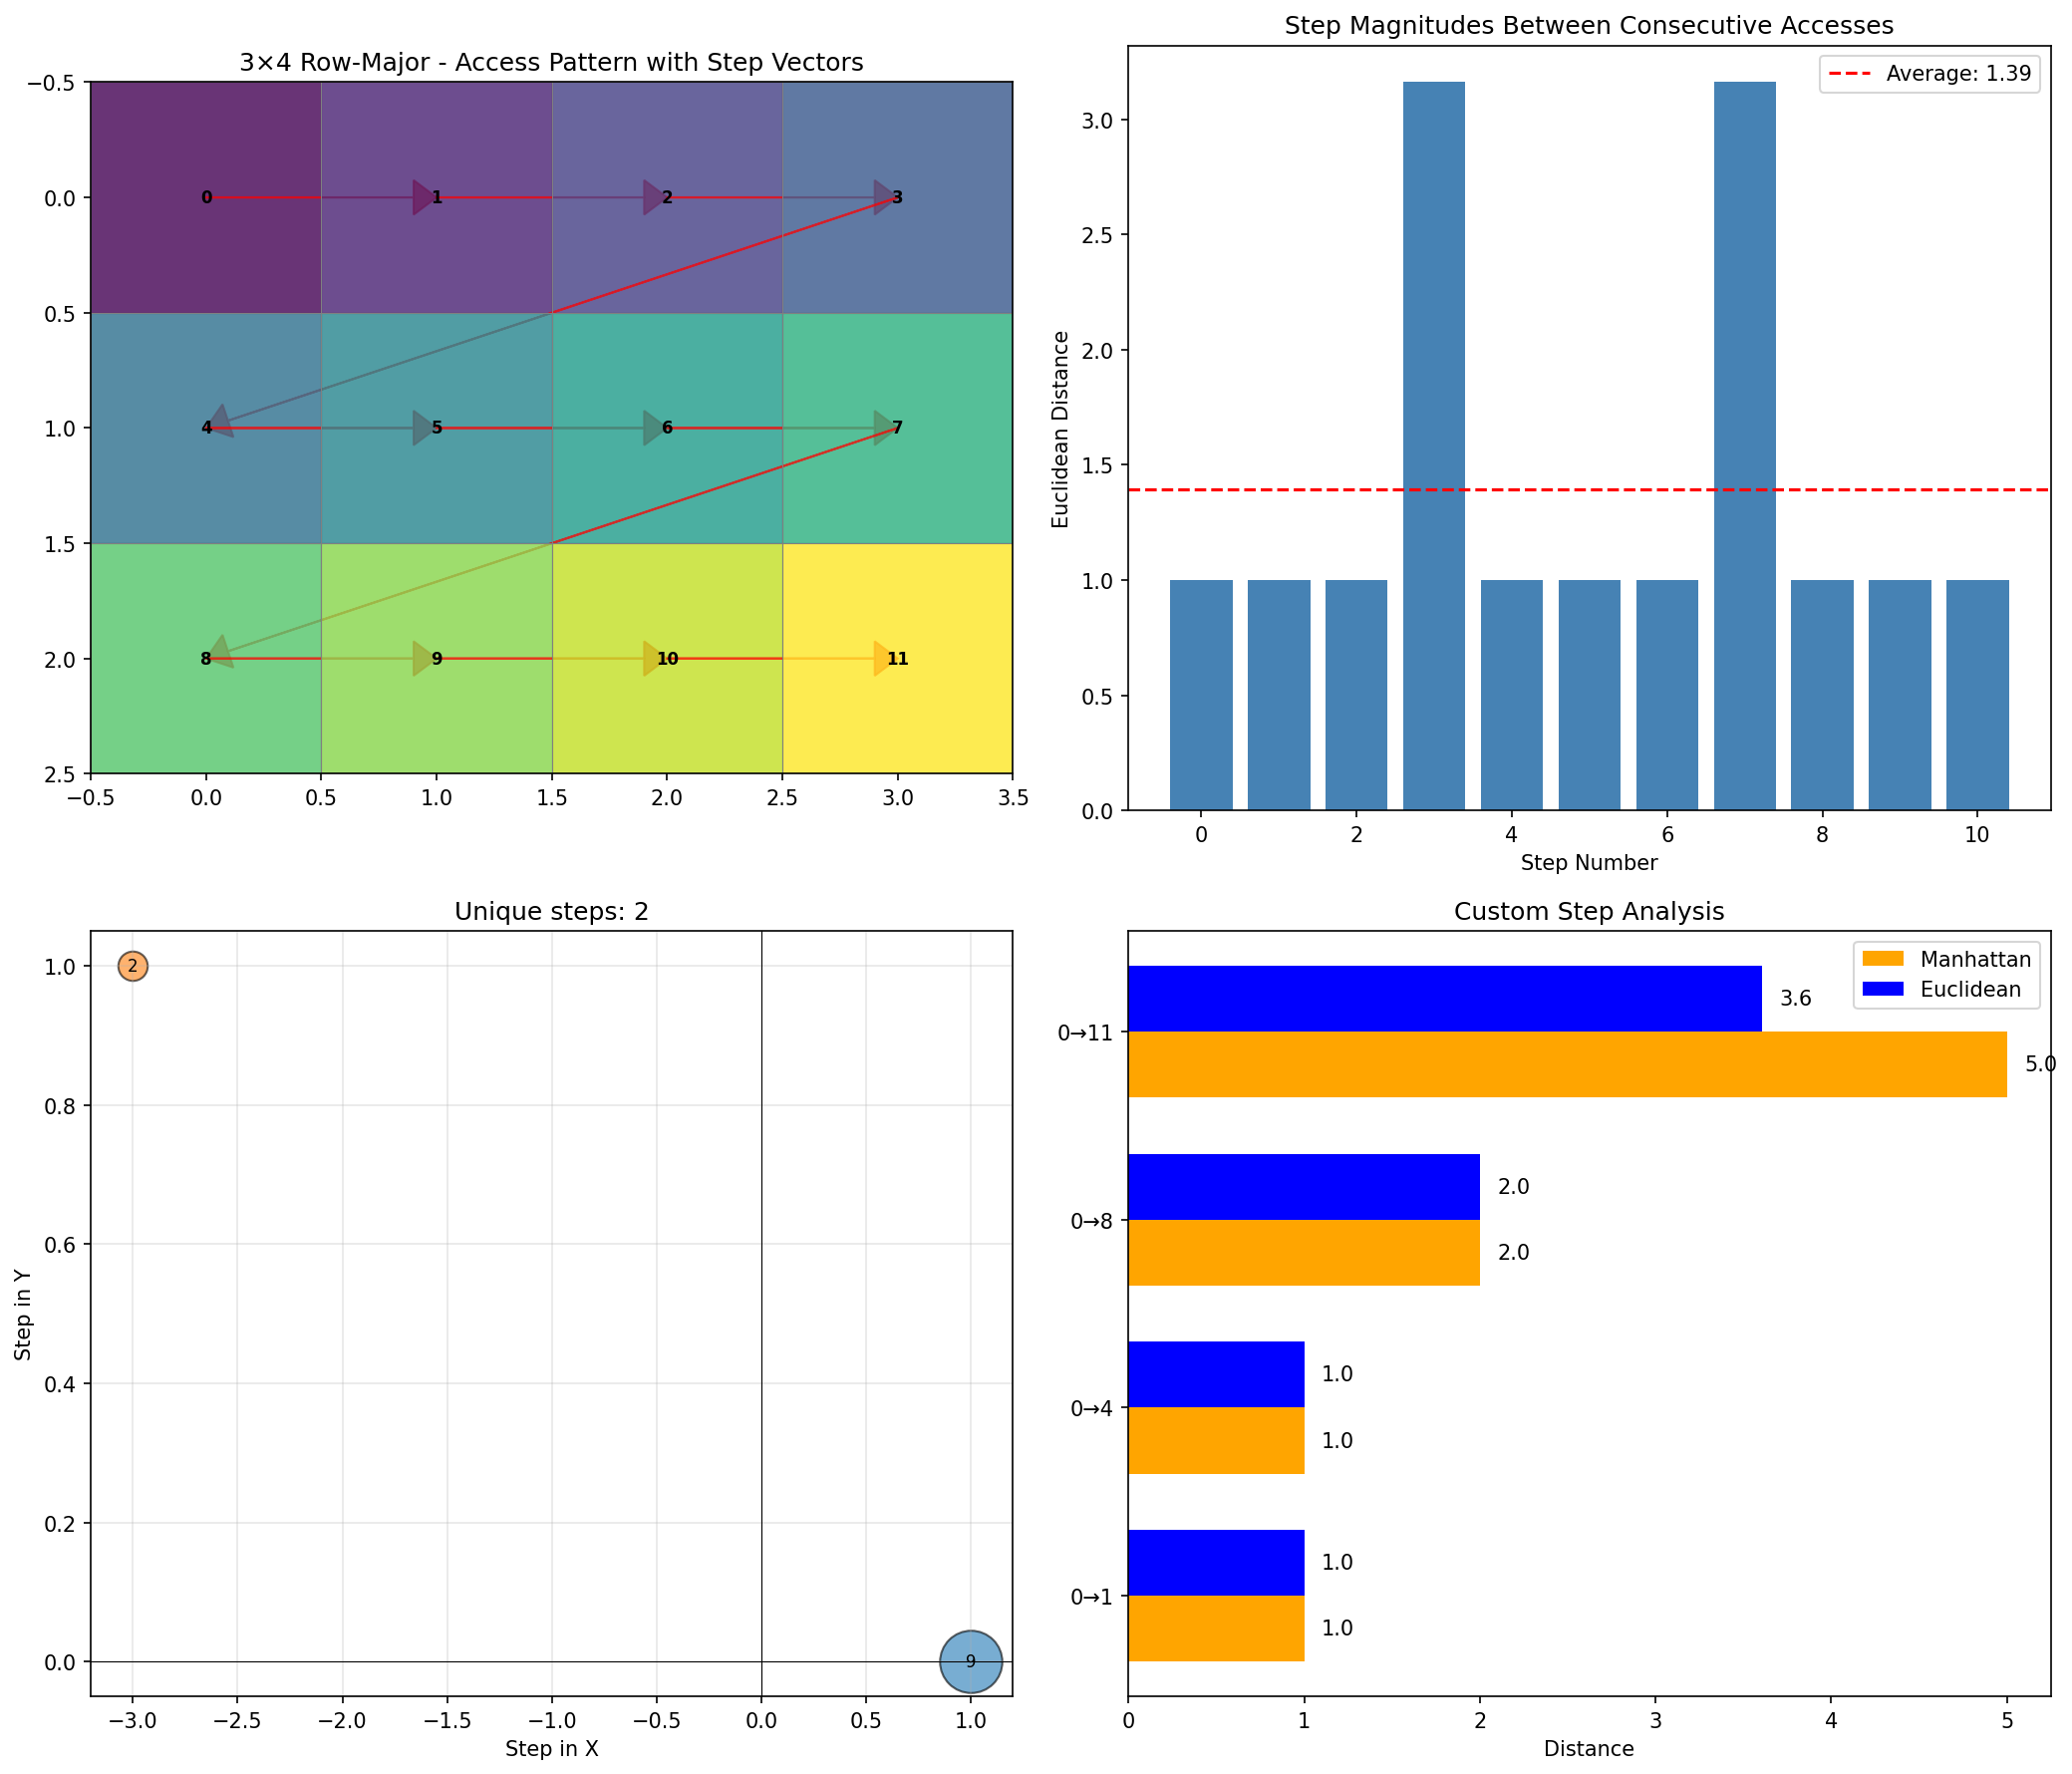 3×4 Row-Major - Access Pattern with Step Vectors
−0.5
0.0
0.5
1.0
1.5
2.0
2.5
0 1 2 3
4 5 6 7
8 9 10 11
−0.5 0.0 0.5 1.0 1.5 2.0 2.5 3.0 3.5
Step Magnitudes Between Consecutive Accesses
Average: 1.39
Euclidean Distance
3.0
2.5
2.0
1.5
1.0
0.5
0.0
0 2 4 6 8 10
Step Number
Unique steps: 2
Step in Y
1.0
0.8
0.6
0.4
0.2
0.0
2
9
−3.0 −2.5 −2.0 −1.5 −1.0 −0.5 0.0 0.5 1.0
Step in X
Custom Step Analysis
Manhattan
Euclidean
0→11
3.6
5.0
0→8
2.0
2.0
0→4
1.0
1.0
0→1
1.0
1.0
0 1 2 3 4 5
Distance